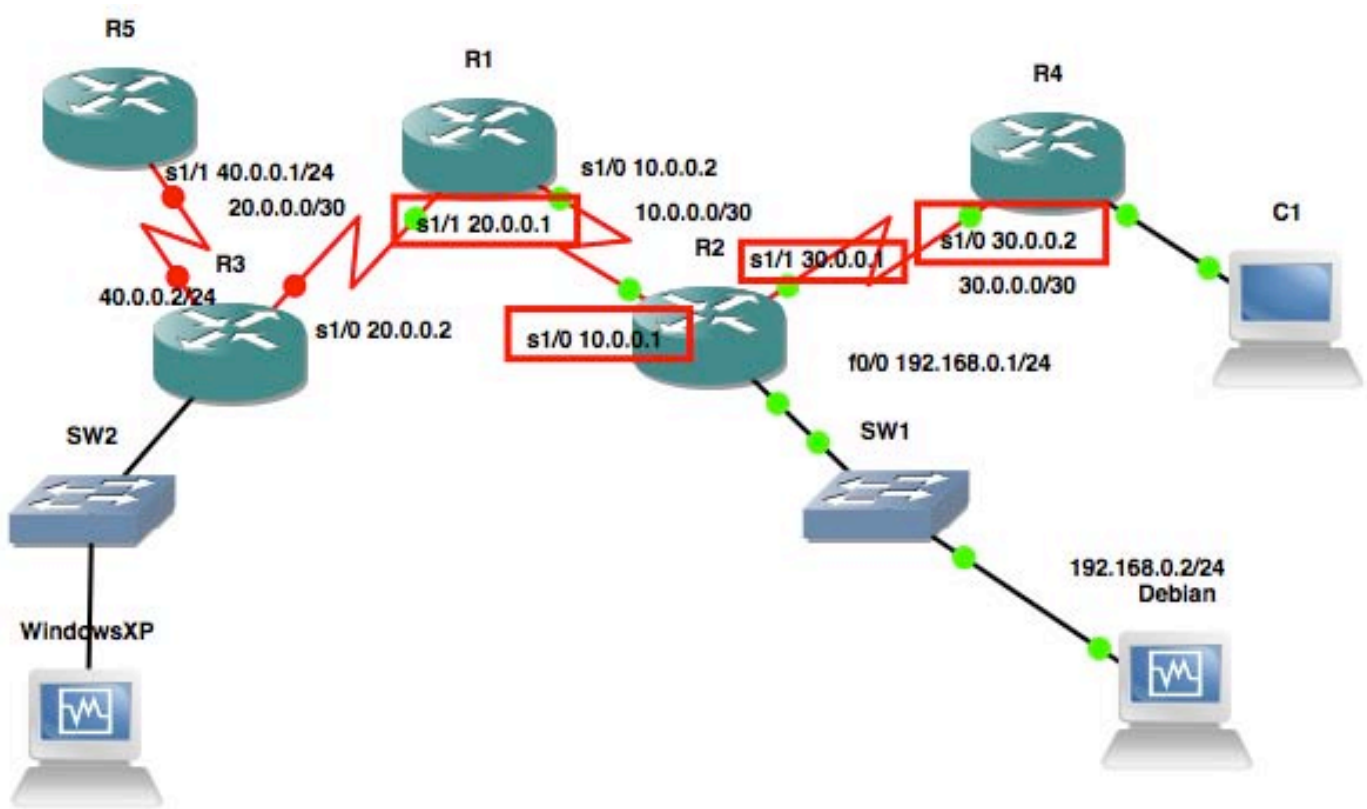 R5
R1
R4
s1/1 40.0.0.1/24
s1/0 10.0.0.2
20.0.0.0/30
s1/1 20.0.0.1
10.0.0.0/30
C1
R3
R2
s1/1 30.0.0.1
s1/0 30.0.0.2
40.0.0.2/24
30.0.0.0/30
s1/0 20.0.0.2
s1/0 10.0.0.1
f0/0 192.168.0.1/24
SW2
SW1
192.168.0.2/24
Debian
WindowsXP